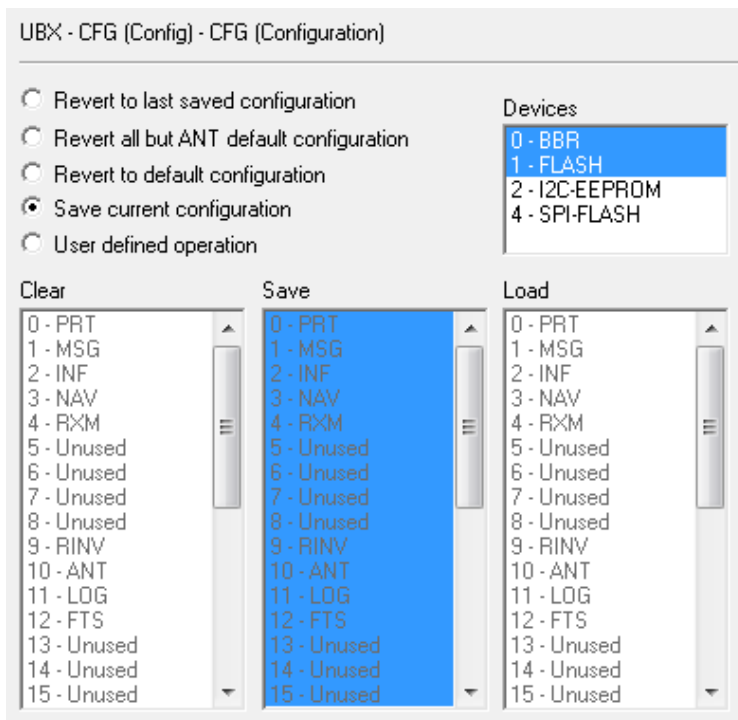 UBX - CFG (Config) - CFG (Configuration)
Revert to last saved configuration
Revert all but ANT default configuration
Revert to default configuration
Save current configuration
User defined operation
Devices
0 - BBR
1 - FLASH
2 - I2C-EEPROM
4 - SPI-FLASH
Clear
0 - PRT
1 - MSG
2 - INF
3 - NAV
4 - RXM
5 - Unused
6 - Unused
7 - Unused
8 - Unused
9 - RINV
10 - ANT
11 - LOG
12 - FTS
13 - Unused
14 - Unused
15 - Unused
Save
0 - PRT
1 - MSG
2 - INF
3 - NAV
4 - RXM
5 - Unused
6 - Unused
7 - Unused
8 - Unused
9 - RINV
10 - ANT
11 - LOG
12 - FTS
13 - Unused
14 - Unused
15 - Unused
Load
0 - PRT
1 - MSG
2 - INF
3 - NAV
4 - RXM
5 - Unused
6 - Unused
7 - Unused
8 - Unused
9 - RINV
10 - ANT
11 - LOG
12 - FTS
13 - Unused
14 - Unused
15 - Unused